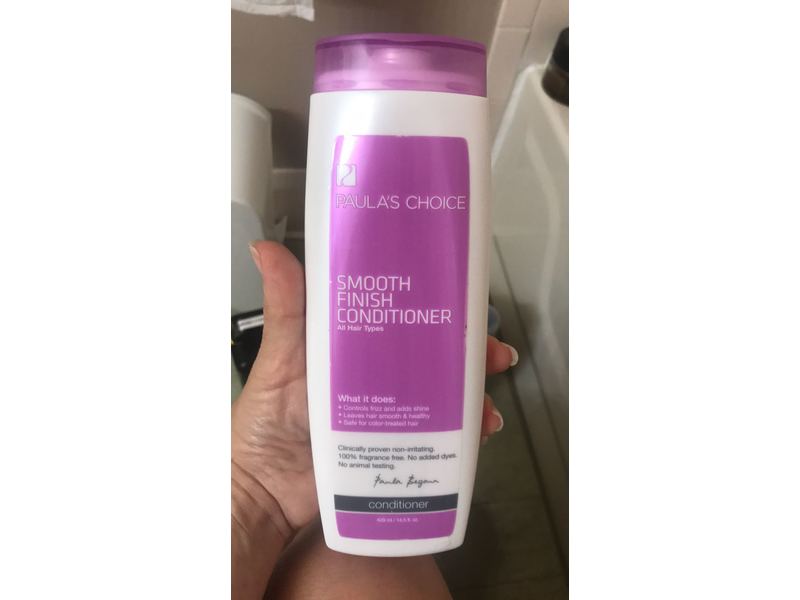 PAULA'S CHOICE
SMOOTH
FINISH
CONDITIONER
All Hair Types
What it does:
+ Controls frizz and adds shine
+ Leaves hair smooth & healthy
+ Safe for color-treated hair
Clinically proven non-irritating.
100% fragrance free. No added dyes.
No animal testing.
Paula Begoun
conditioner